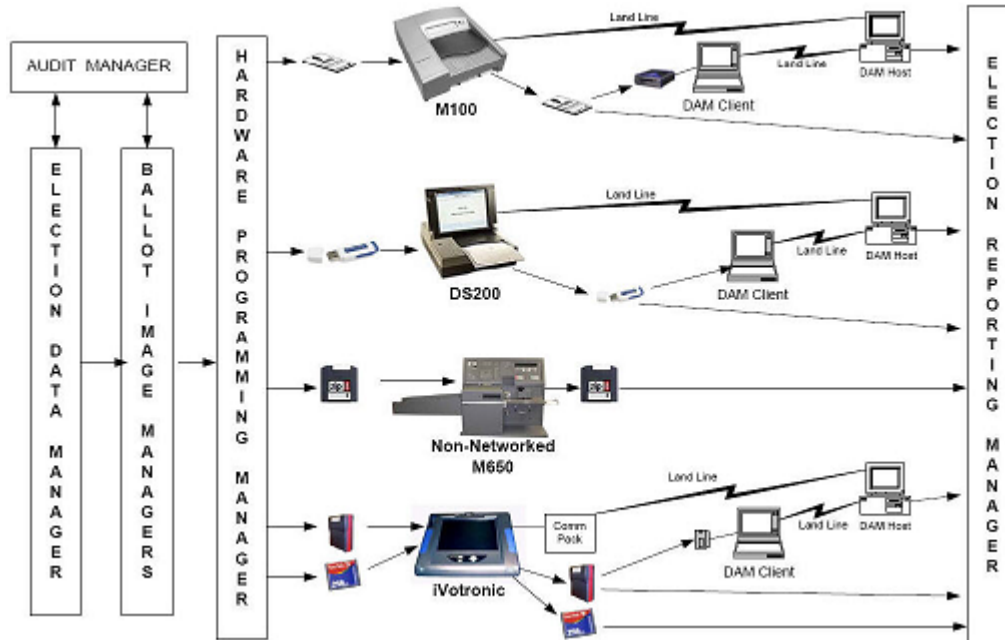 AUDIT MANAGER
ELECTION DATA MANAGER
BALLOT IMAGE MANAGERS
HARDWARE PROGRAMMING MANAGER
M100
Land Line
Land Line
DAM Client
DAM Host
DS200
Land Line
Land Line
DAM Client
DAM Host
zip
zip
Non-Networked
M650
iVotronic
Comm
Pack
Land Line
Land Line
DAM Client
DAM Host
ELECTION REPORTING MANAGER